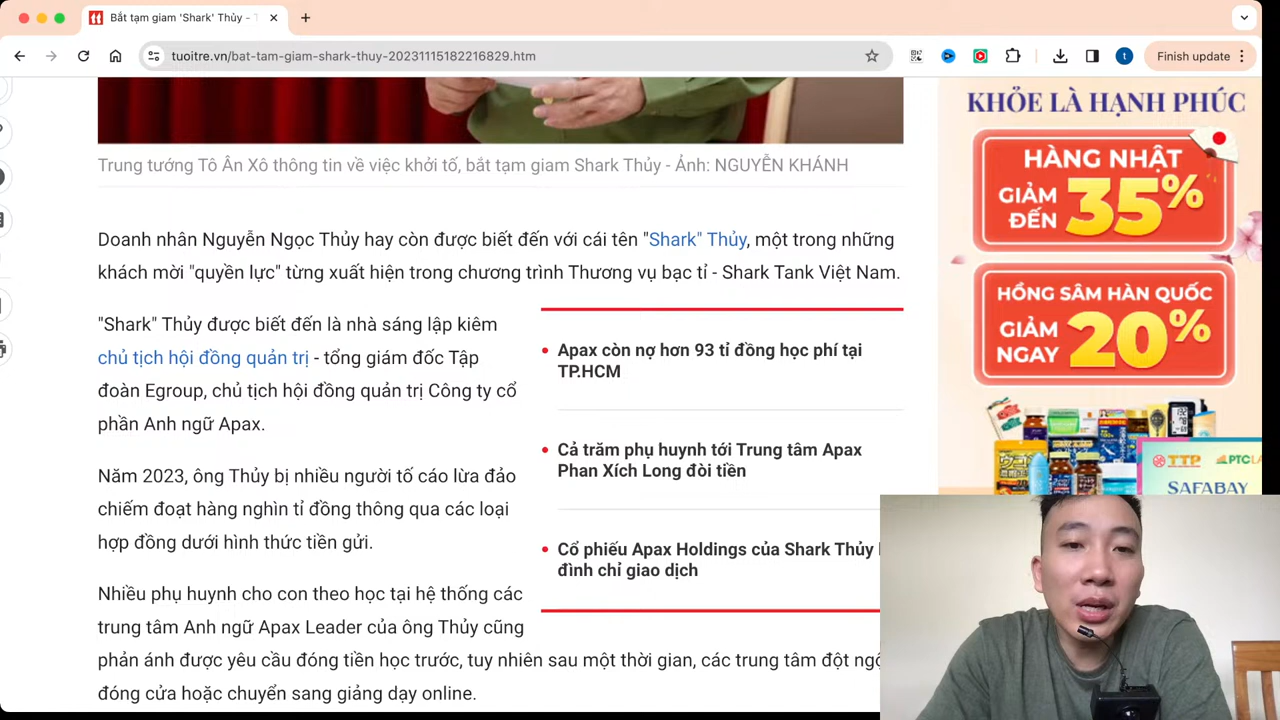 Bắt tạm giam 'Shark' Thủy - T
tuoitre.vn/bat-tam-giam-shark-thuy-20231115182216829.htm
t
Finish update
Trung tướng Tô Ân Xô thông tin về việc khởi tố, bắt tạm giam Shark Thủy - Ảnh: NGUYỄN KHÁNH
Doanh nhân Nguyễn Ngọc Thủy hay còn được biết đến với cái tên "Shark" Thủy, một trong những
khách mời "quyền lực" từng xuất hiện trong chương trình Thương vụ bạc tỉ - Shark Tank Việt Nam.
"Shark" Thủy được biết đến là nhà sáng lập kiêm
chủ tịch hội đồng quản trị - tổng giám đốc Tập
đoàn Egroup, chủ tịch hội đồng quản trị Công ty cổ
phần Anh ngữ Apax.
Năm 2023, ông Thủy bị nhiều người tố cáo lừa đảo
chiếm đoạt hàng nghìn tỉ đồng thông qua các loại
hợp đồng dưới hình thức tiền gửi.
Nhiều phụ huynh cho con theo học tại hệ thống các
trung tâm Anh ngữ Apax Leader của ông Thủy cũng
phản ánh được yêu cầu đóng tiền học trước, tuy nhiên sau một thời gian, các trung tâm đột ngộ
đóng cửa hoặc chuyển sang giảng dạy online.
• Apax còn nợ hơn 93 tỉ đồng học phí tại
TP.HCM
• Cả trăm phụ huynh tới Trung tâm Apax
Phan Xích Long đòi tiền
• Cổ phiếu Apax Holdings của Shark Thủy
đình chỉ giao dịch
KHỎE LÀ HẠNH PHÚC
HÀNG NHẬT
GIẢM
ĐẾN 35%
HỒNG SÂM HÀN QUỐC
GIẢM
NGAY 20%
TTP
PTCLA
SAFABAY